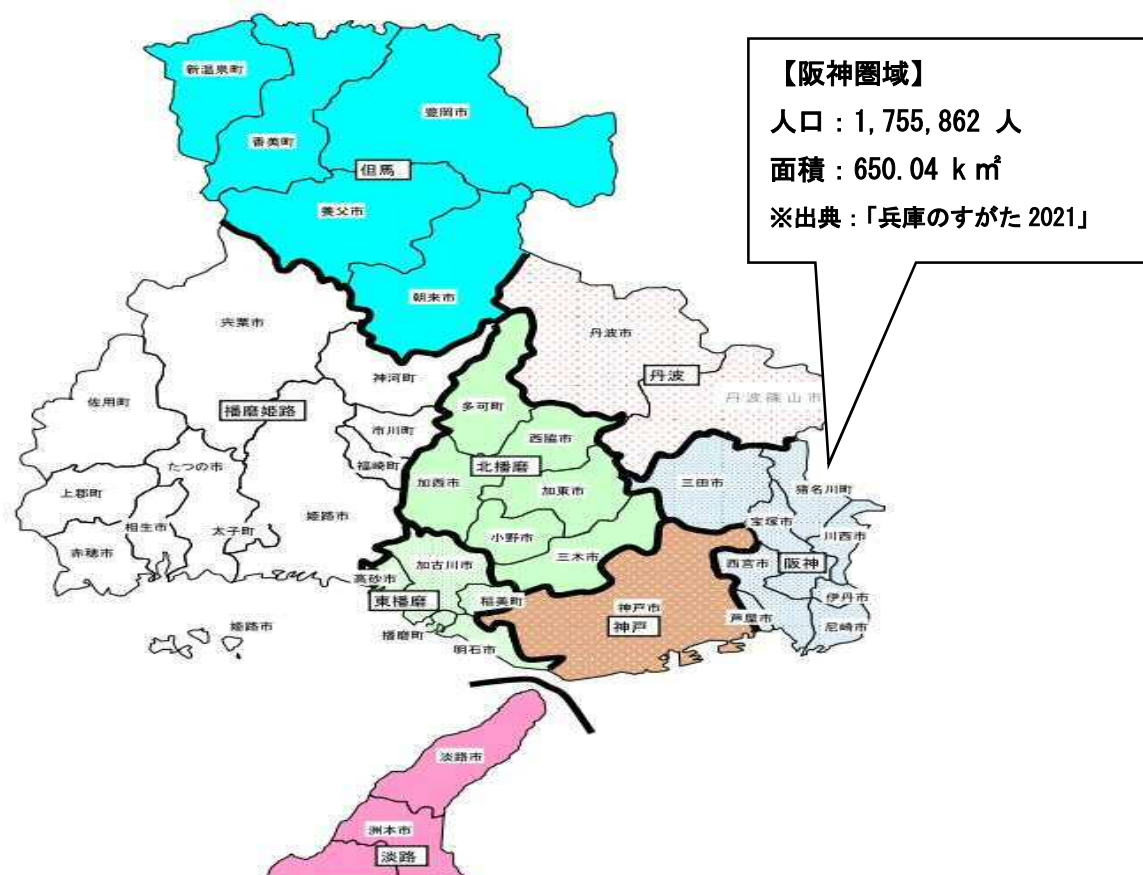 【阪神圏域】
人口：1,755,862 人
面積：650.04 ｋ㎡
※出典：「兵庫のすがた 2021」
新温泉町
香美町
豊岡市
但馬
養父市
朝来市
宍粟市
丹波市
丹波
丹波篠山市
神河町
佐用町
播磨姫路
多可町
市川町
西脇市
福崎町
たつの市
北播磨
加西市
加東市
三田市
猪名川町
上郡町
相生市
太子町
姫路市
小野市
宝塚市
川西市
赤穂市
三木市
西宮市
阪神
加古川市
高砂市
東播磨
稲美町
神戸市
神戸
芦屋市
伊丹市
尼崎市
姫路市
播磨町
明石市
淡路市
洲本市
淡路